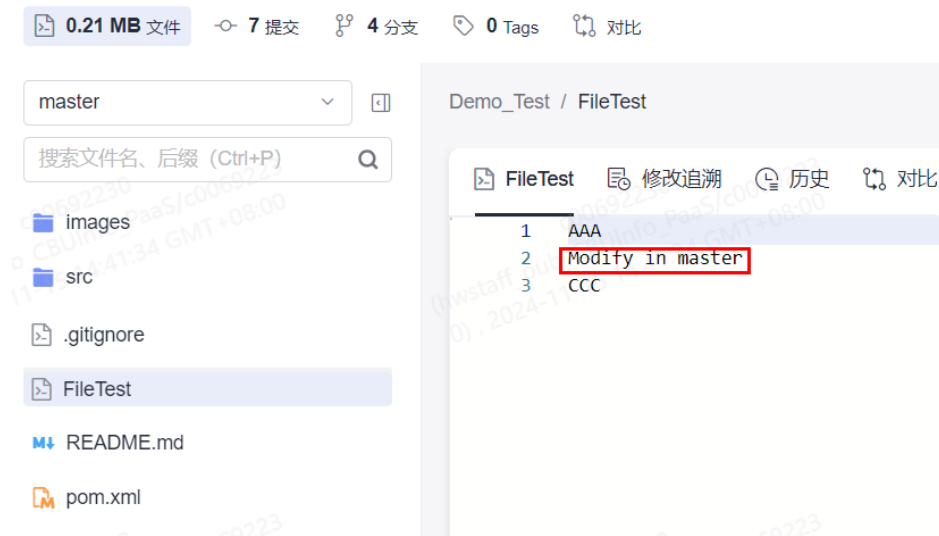 0.21 MB 文件 7 提交 4 分支 0 Tags 对比
master
Demo_Test / FileTest
搜索文件名、后缀（Ctrl+P）
FileTest 修改追溯 历史 对比
images
src
.gitignore
FileTest
README.md
pom.xml
1 AAA
2 Modify in master
3 CCC